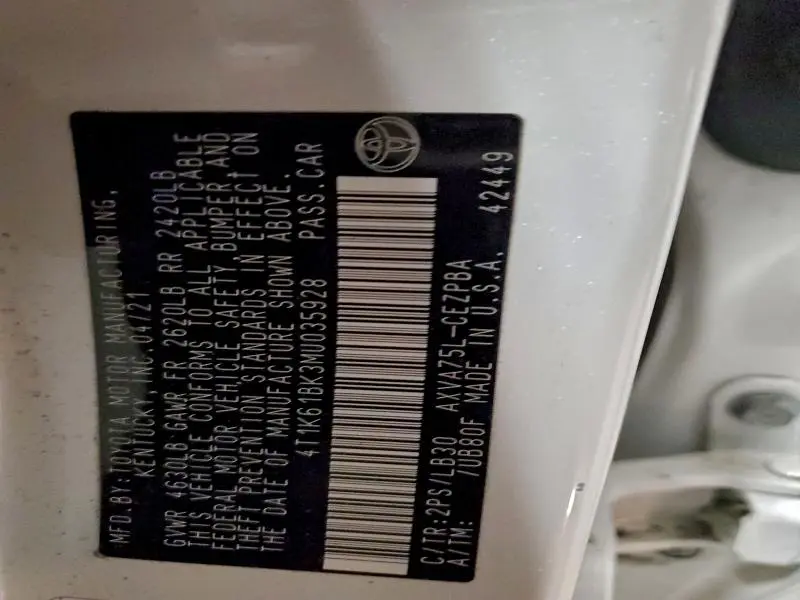 MFD.BY:TOYOTA MOTOR MANUFACTURING,
KENTUCKY INC.04/21
GVWR 4630LB GAWR FR 2620LB RR 2420LB
THIS VEHICLE CONFORMS TO ALL APPLICABLE
FEDERAL MOTOR VEHICLE SAFETY, BUMPER AND
THEFT PREVENTION STANDARDS IN EFFECT ON
THE DATE OF MANUFACTURE SHOWN ABOVE.
4T1K61BK3MU035928 PASS.CAR
C/TR:2PS/LB30 AXVA75L-CEZPBA
A/TM: /UB80F MADE IN U.S.A. 42449